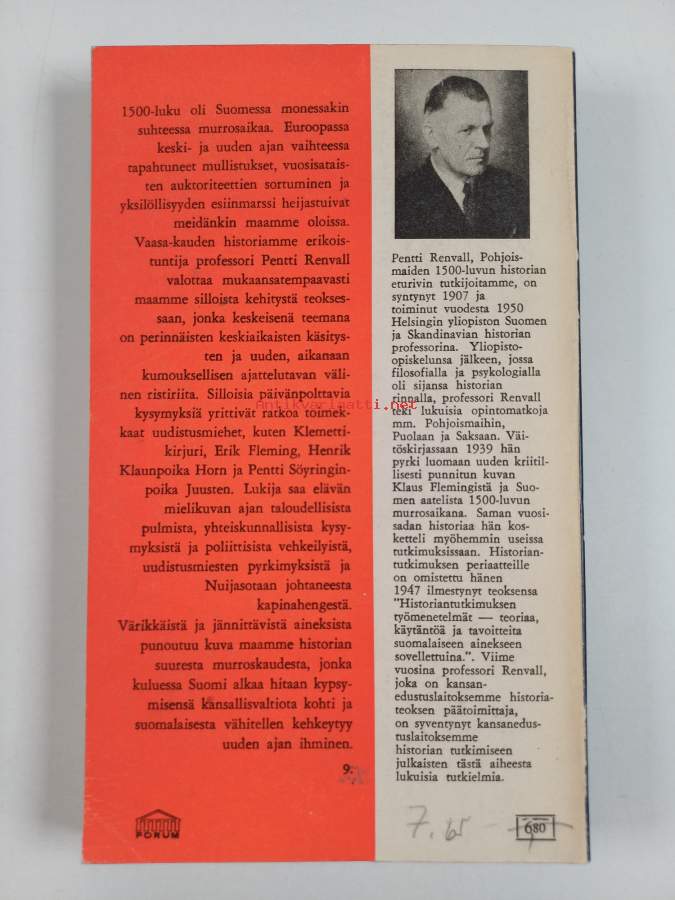 1500-luku oli Suomessa monessakin
suhteessa murrosaikaa. Euroopassa
keski- ja uuden ajan vaihteessa
tapahtuneet mullistukset, vuosisatais-
ten auktoriteettien sortuminen ja
yksilöllisyyden esiinmarssi heijastuivat
meidänkin maamme oloissa.
Vaasa-kauden historiamme erikois-
tuntija professori Pentti Renvall
valottaa mukaansatempaavasti
maamme silloista kehitystä teokses-
saan, jonka keskeisenä teemana
on perinnäisten keskiaikaisten käsitys-
ten ja uuden, aikanaan
kumouksellisen ajattelutavan väli-
nen ristiriita. Silloisia päivänpolttavia
kysymyksiä yrittivät ratkoa toimek-
kaat uudistusmiehet, kuten Klemetti-
kirjuri, Erik Fleming, Henrik
Klaunpoika Horn ja Pentti Söyringin-
poika Juusten. Lukija saa elävän
mielikuvan ajan taloudellisista
pulmista, yhteiskunnallisista kysy-
myksistä ja poliittisista vehkeilyistä,
uudistusmiesten pyrkimyksistä ja
Nuijasotaan johtaneesta
kapinahengestä.
Värikkäistä ja jännittävistä aineksista
punoutuu kuva maamme historian
suuresta murroskaudesta, jonka
kuluessa Suomi alkaa hitaan kypsy-
misensä kansallisvaltiota kohti ja
suomalaisesta vähitellen kehkeytyy
uuden ajan ihminen.
9.
FORUM
Pentti Renvall, Pohjois-
maiden 1500-luvun historian
eturivin tutkijoitamme, on
syntynyt 1907 ja
toiminut vuodesta 1950
Helsingin yliopiston Suomen
ja Skandinavian historian
professorina. Yliopisto-
opiskelunsa jälkeen, jossa
filosofialla ja psykologialla
oli sijansa historian
rinnalla, professori Renvall
teki lukuisia opintomatkoja
mm. Pohjoismaihin,
Puolaan ja Saksaan. Väi-
töskirjassaan 1939 hän
pyrki luomaan uuden kriitil-
lisesti punnitun kuvan
Klaus Flemingistä ja Suo-
men aatelista 1500-luvun
murrosaikana. Saman vuosi-
sadan historiaa hän kos-
ketteli myöhemmin useissa
tutkimuksissaan. Historian-
tutkimuksen periaatteille
on omistettu hänen
1947 ilmestynyt teoksensa
"Historiantutkimuksen
työmenetelmät — teoriaa,
käytäntöä ja tavoitteita
suomalaiseen ainekseen
sovellettuina.". Viime
vuosina professori Renvall,
joka on kansan-
edustuslaitoksemme historia-
teoksen päätoimittaja,
on syventynyt kansanedus-
tuslaitoksemme
historian tutkimiseen
julkaisten tästä aiheesta
lukuisia tutkielmia.
680
Antikvariaatti.net